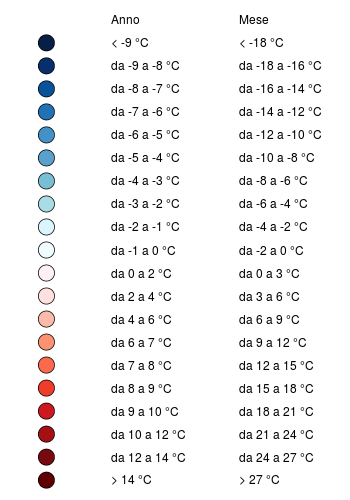 Anno Mese
< -9 °C < -18 °C
da -9 a -8 °C da -18 a -16 °C
da -8 a -7 °C da -16 a -14 °C
da -7 a -6 °C da -14 a -12 °C
da -6 a -5 °C da -12 a -10 °C
da -5 a -4 °C da -10 a -8 °C
da -4 a -3 °C da -8 a -6 °C
da -3 a -2 °C da -6 a -4 °C
da -2 a -1 °C da -4 a -2 °C
da -1 a 0 °C da -2 a 0 °C
da 0 a 2 °C da 0 a 3 °C
da 2 a 4 °C da 3 a 6 °C
da 4 a 6 °C da 6 a 9 °C
da 6 a 7 °C da 9 a 12 °C
da 7 a 8 °C da 12 a 15 °C
da 8 a 9 °C da 15 a 18 °C
da 9 a 10 °C da 18 a 21 °C
da 10 a 12 °C da 21 a 24 °C
da 12 a 14 °C da 24 a 27 °C
> 14 °C > 27 °C